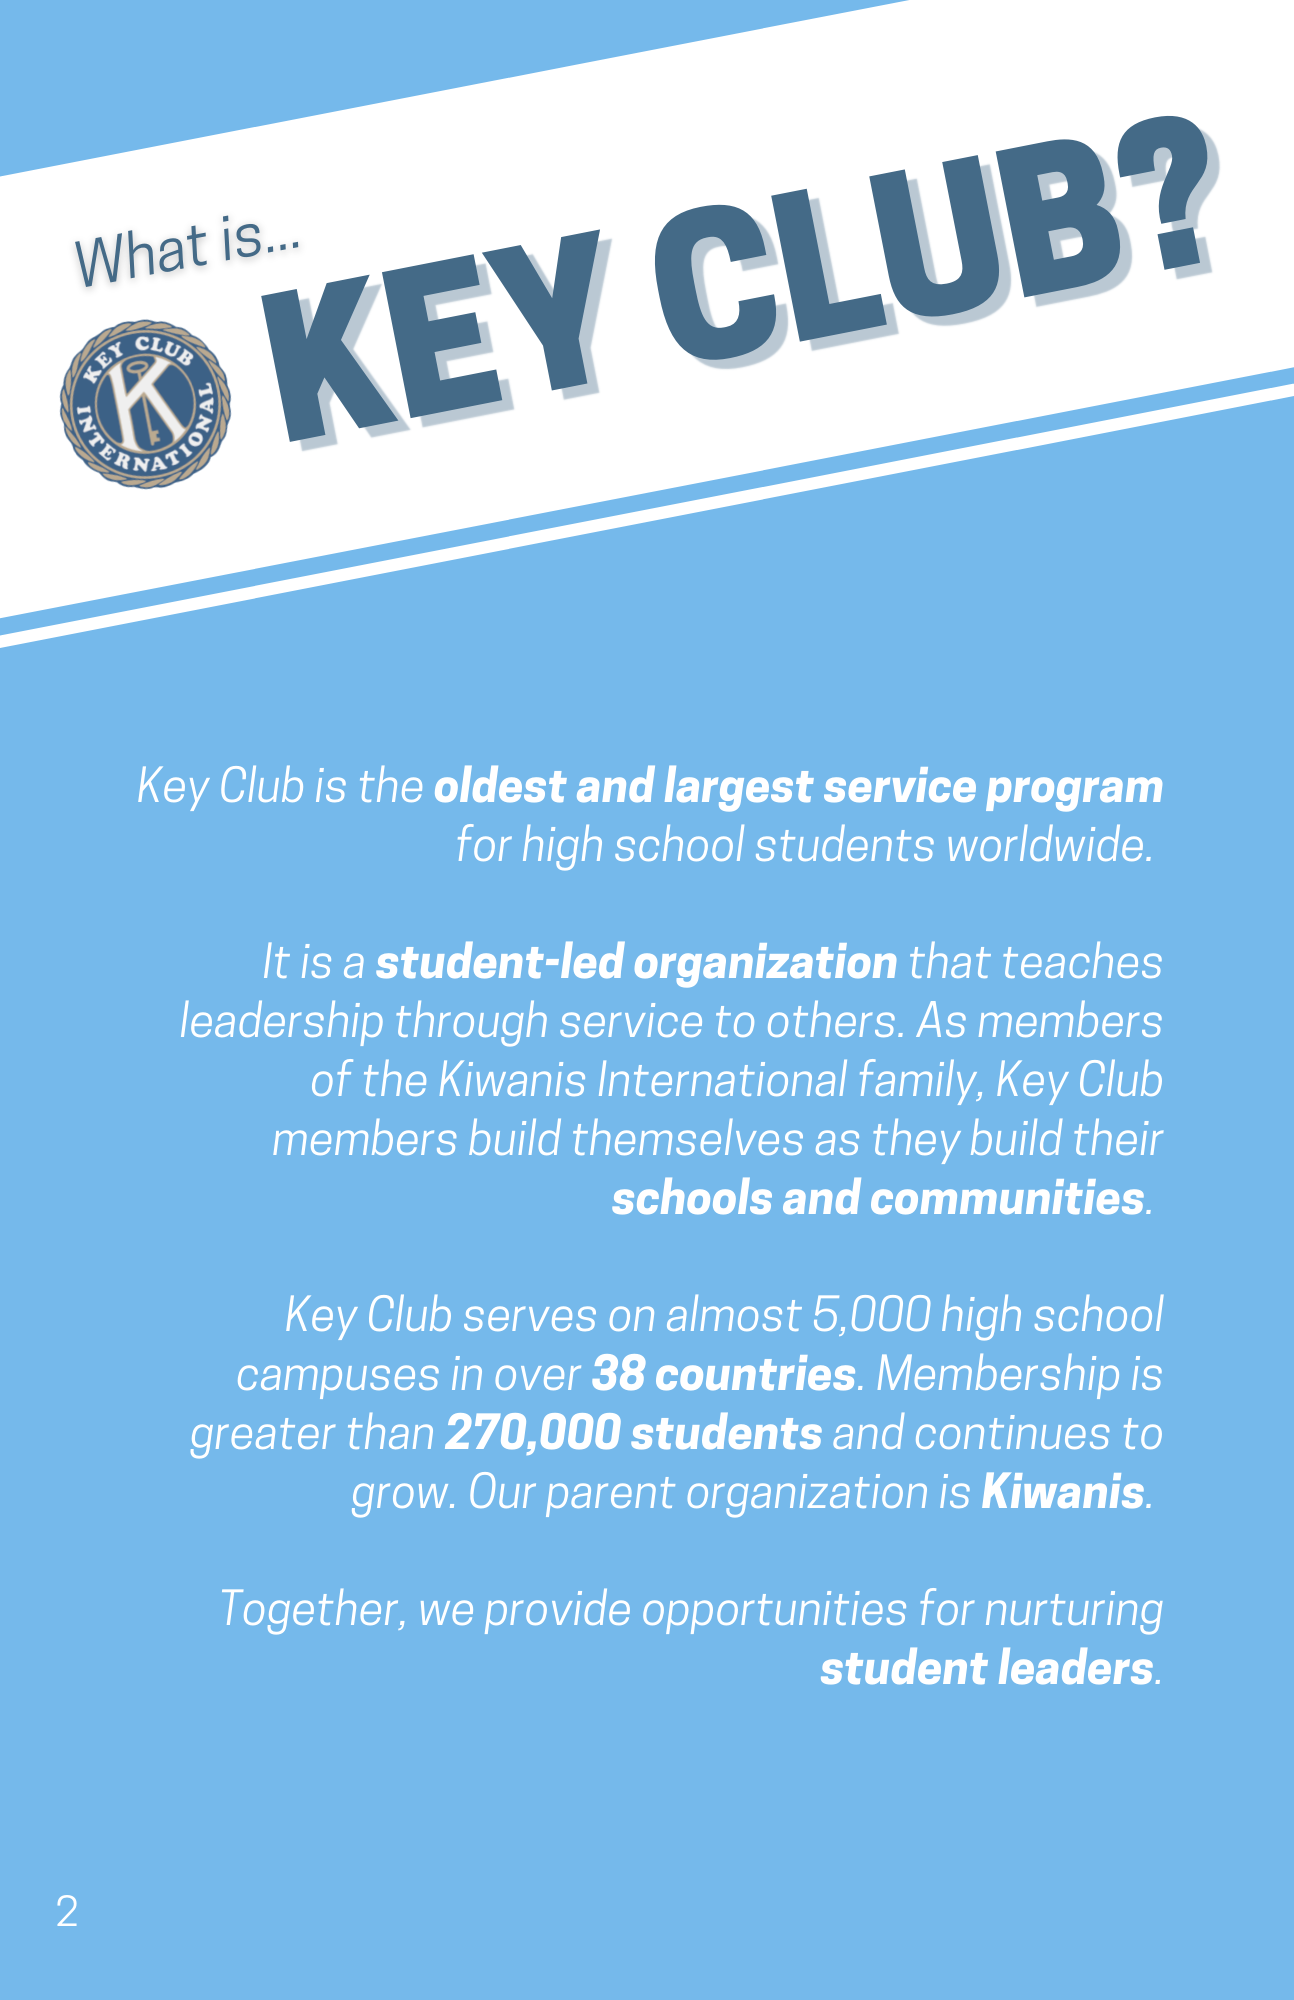 What is...
KEY CLUB?
KEY CLUB
INTERNATIONAL
K
Key Club is the oldest and largest service program
for high school students worldwide.
It is a student-led organization that teaches
leadership through service to others. As members
of the Kiwanis International family, Key Club
members build themselves as they build their
schools and communities.
Key Club serves on almost 5,000 high school
campuses in over 38 countries. Membership is
greater than 270,000 students and continues to
grow. Our parent organization is Kiwanis.
Together, we provide opportunities for nurturing
student leaders.
2